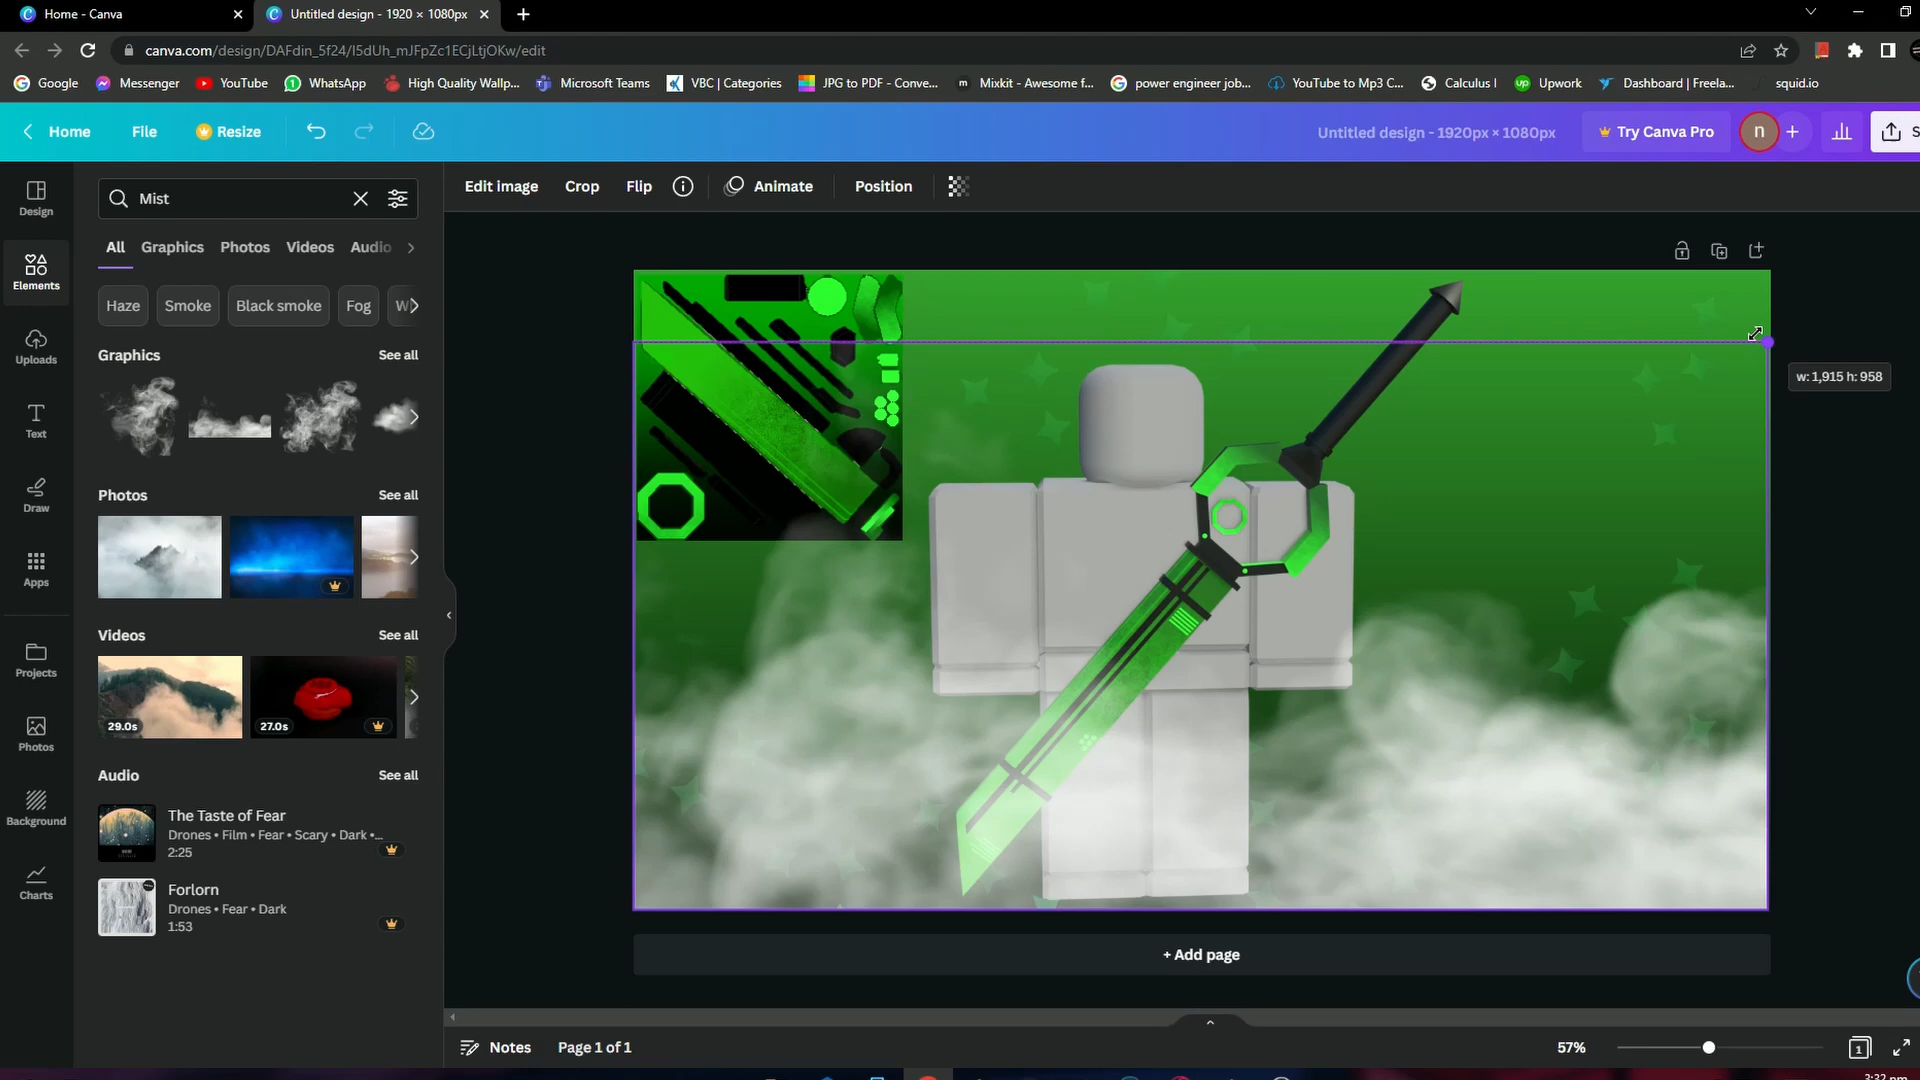 Home - Canva
Untitled design - 1920 × 1080px
canva.com/design/DAFdin_5f24/I5dUh_mJFpZc1ECjLtjOKw/edit
Google
Messenger
YouTube
WhatsApp
High Quality Wallp...
Microsoft Teams
VBC | Categories
JPG to PDF - Conve...
Mixkit - Awesome f...
power engineer job...
YouTube to Mp3 C...
Calculus I
Upwork
Dashboard | Freela...
squid.io
Home
File
Resize
Untitled design - 1920px × 1080px
Try Canva Pro
n
Design
Elements
Uploads
Text
Draw
Apps
Projects
Photos
Background
Charts
Mist
All
Graphics
Photos
Videos
Audio
Haze
Smoke
Black smoke
Fog
Graphics
See all
Photos
See all
Videos
See all
29.0s
27.0s
Audio
See all
The Taste of Fear
Drones • Film • Fear • Scary • Dark •...
2:25
Forlorn
Drones • Fear • Dark
1:53
Edit image
Crop
Flip
Animate
Position
w: 1,915 h: 958
+ Add page
Notes
Page 1 of 1
57%
1
3:32 pm